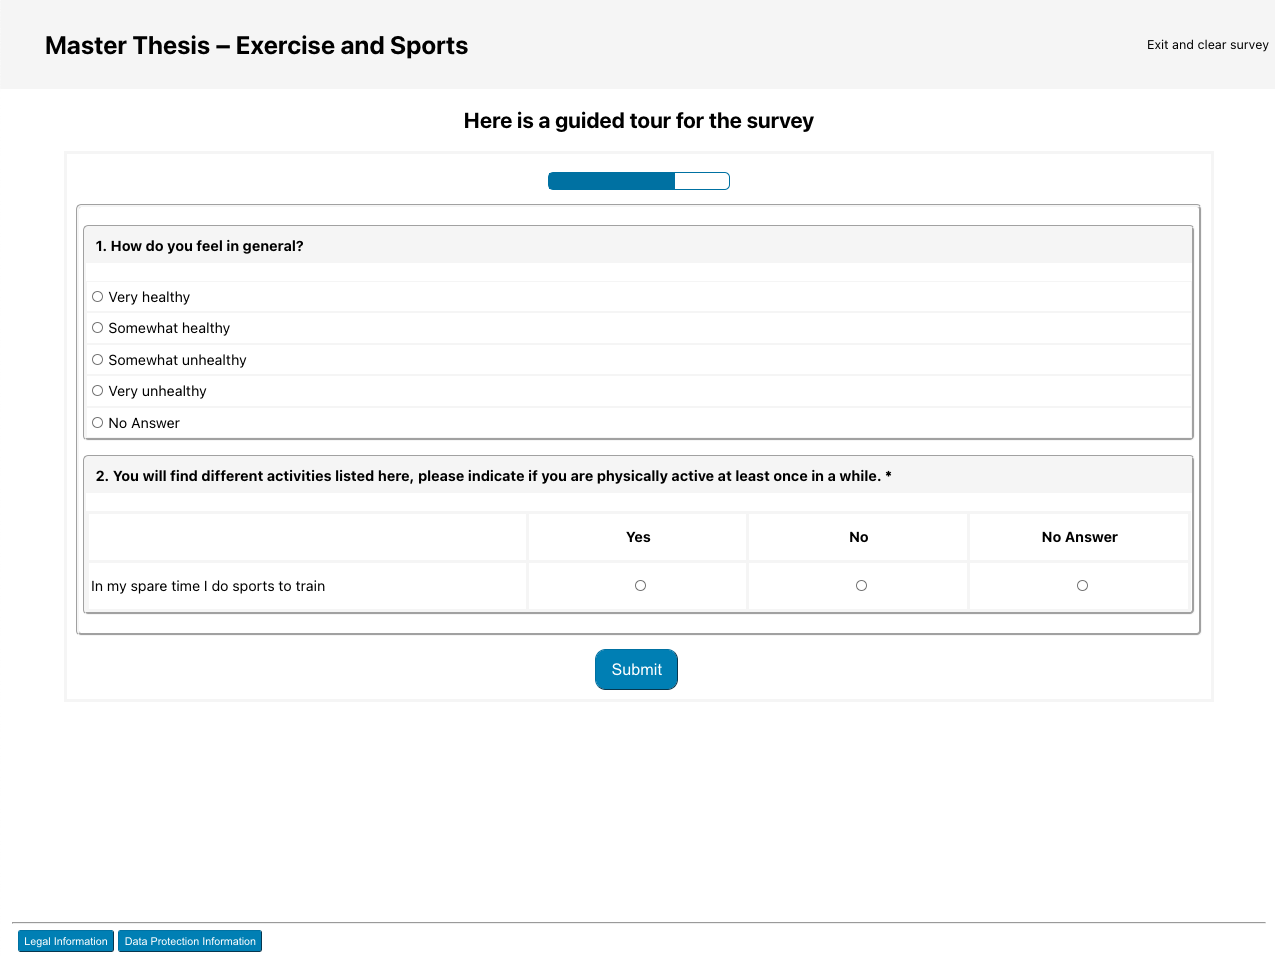 Master Thesis – Exercise and Sports
Exit and clear survey
Here is a guided tour for the survey
1. How do you feel in general?
Very healthy
Somewhat healthy
Somewhat unhealthy
Very unhealthy
No Answer
2. You will find different activities listed here, please indicate if you are physically active at least once in a while. *
Yes No No Answer
In my spare time I do sports to train
Submit
Legal Information Data Protection Information